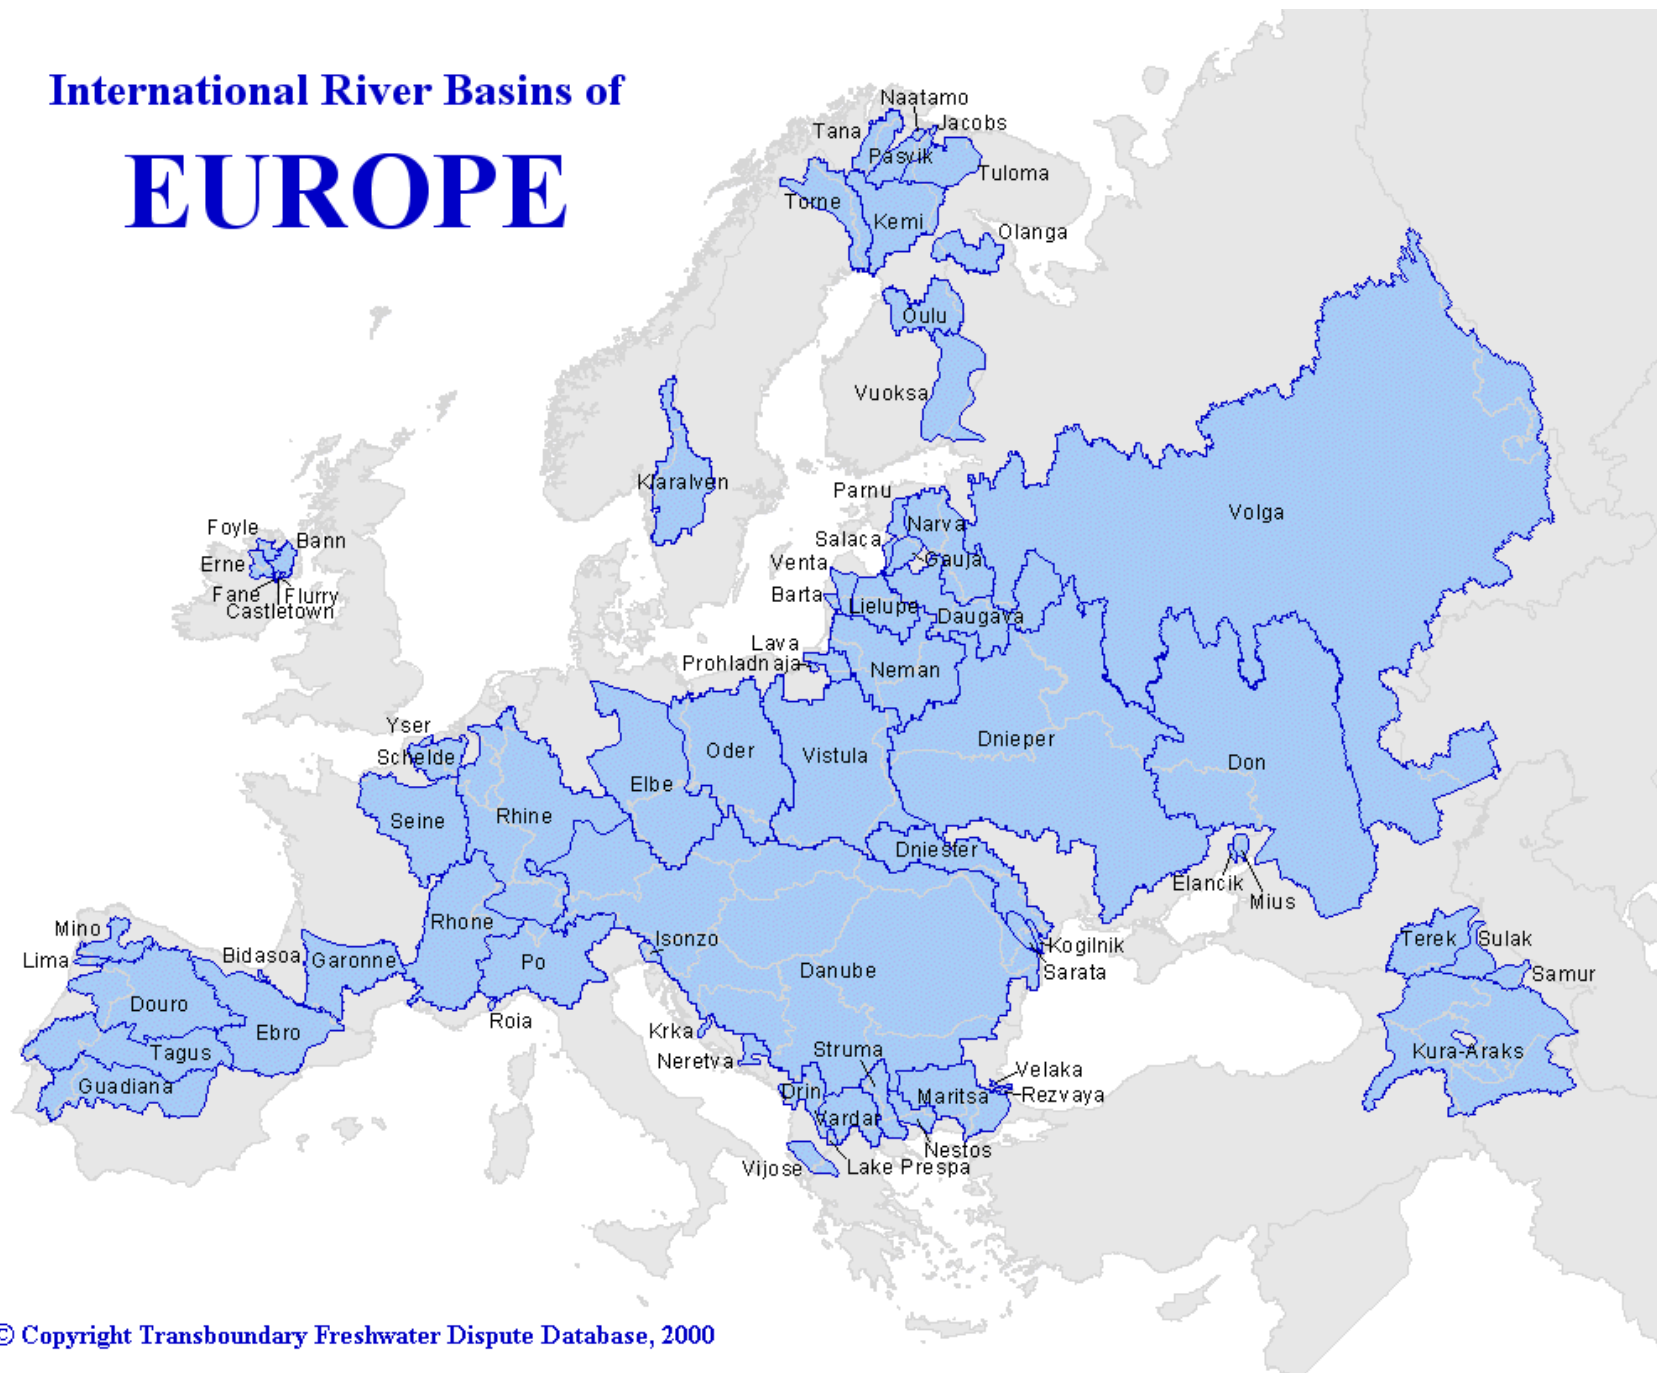 International River Basins of
EUROPE
Naatamo
Jacobs
Tana
Pasvik
Tuloma
Torne
Kemi
Olanga
Oulu
Vuoksa
Klaralven
Parnu
Narva
Volga
Foyle
Bann
Salaca
Gauja
Erne
Venta
Fane
Flurry
Barta
Lielupe
Castletown
Daugava
Lava
Prohladnaja
Neman
Yser
Schelde
Oder
Vistula
Dnieper
Don
Elbe
Seine
Rhine
Dniester
Elancik
Mius
Mino
Rhone
Isonzo
Kogilnik
Terek
Sulak
Lima
Bidasoa
Garonne
Po
Danube
Sarata
Samur
Douro
Roia
Krka
Ebro
Tagus
Neretva
Struma
Kura-Araks
Velaka
Guadiana
Drin
Maritsa
Rezvaya
Vardar
Nestos
Vijose
Lake Prespa
© Copyright Transboundary Freshwater Dispute Database, 2000